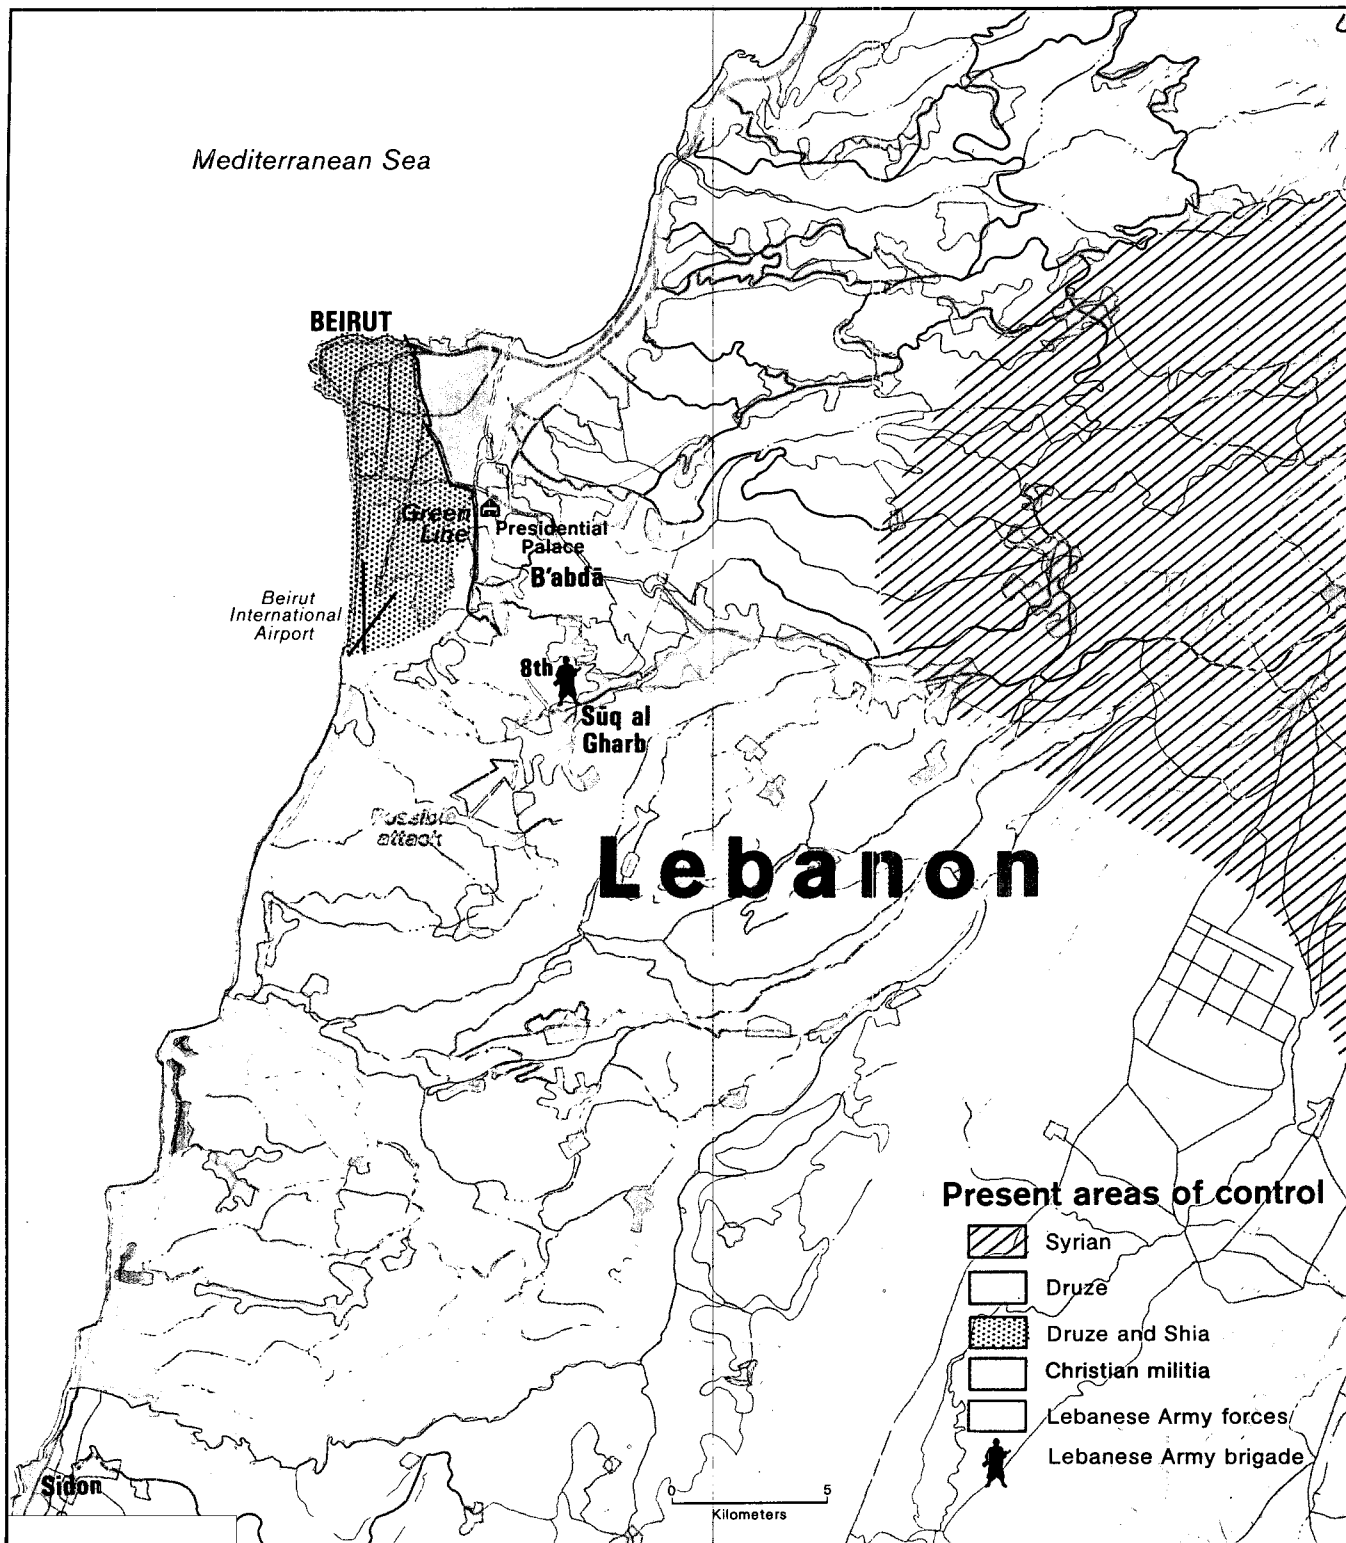 Mediterranean Sea
BEIRUT
Green
Line
Presidential
Palace
B'abdā
Beirut
International
Airport
8th
Sūq al
Gharb
Possible
attack
Lebanon
Present areas of control
Syrian
Druze
Druze and Shia
Christian militia
Lebanese Army forces
Lebanese Army brigade
Sidon
0 5
Kilometers